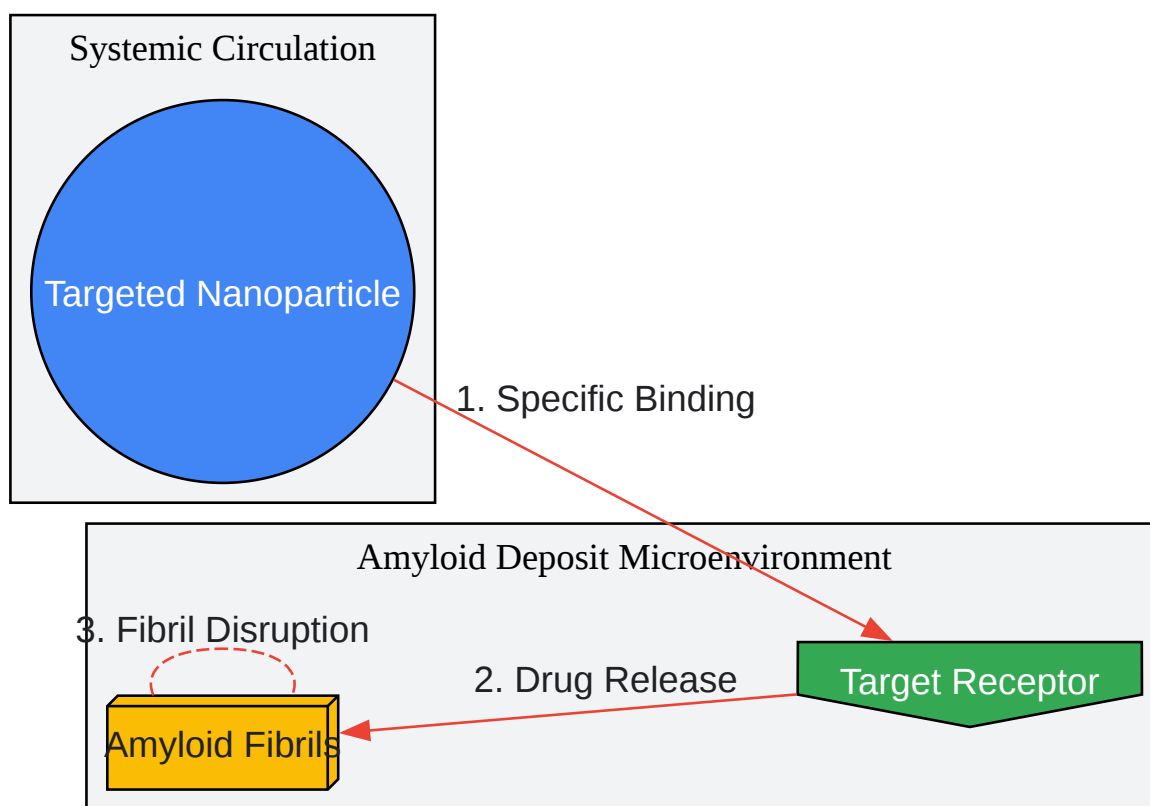 Systemic Circulation
Targeted Nanoparticle
1. Specific Binding
Amyloid Deposit Microenvironment
3. Fibril Disruption
2. Drug Release
Target Receptor
Amyloid Fibrils